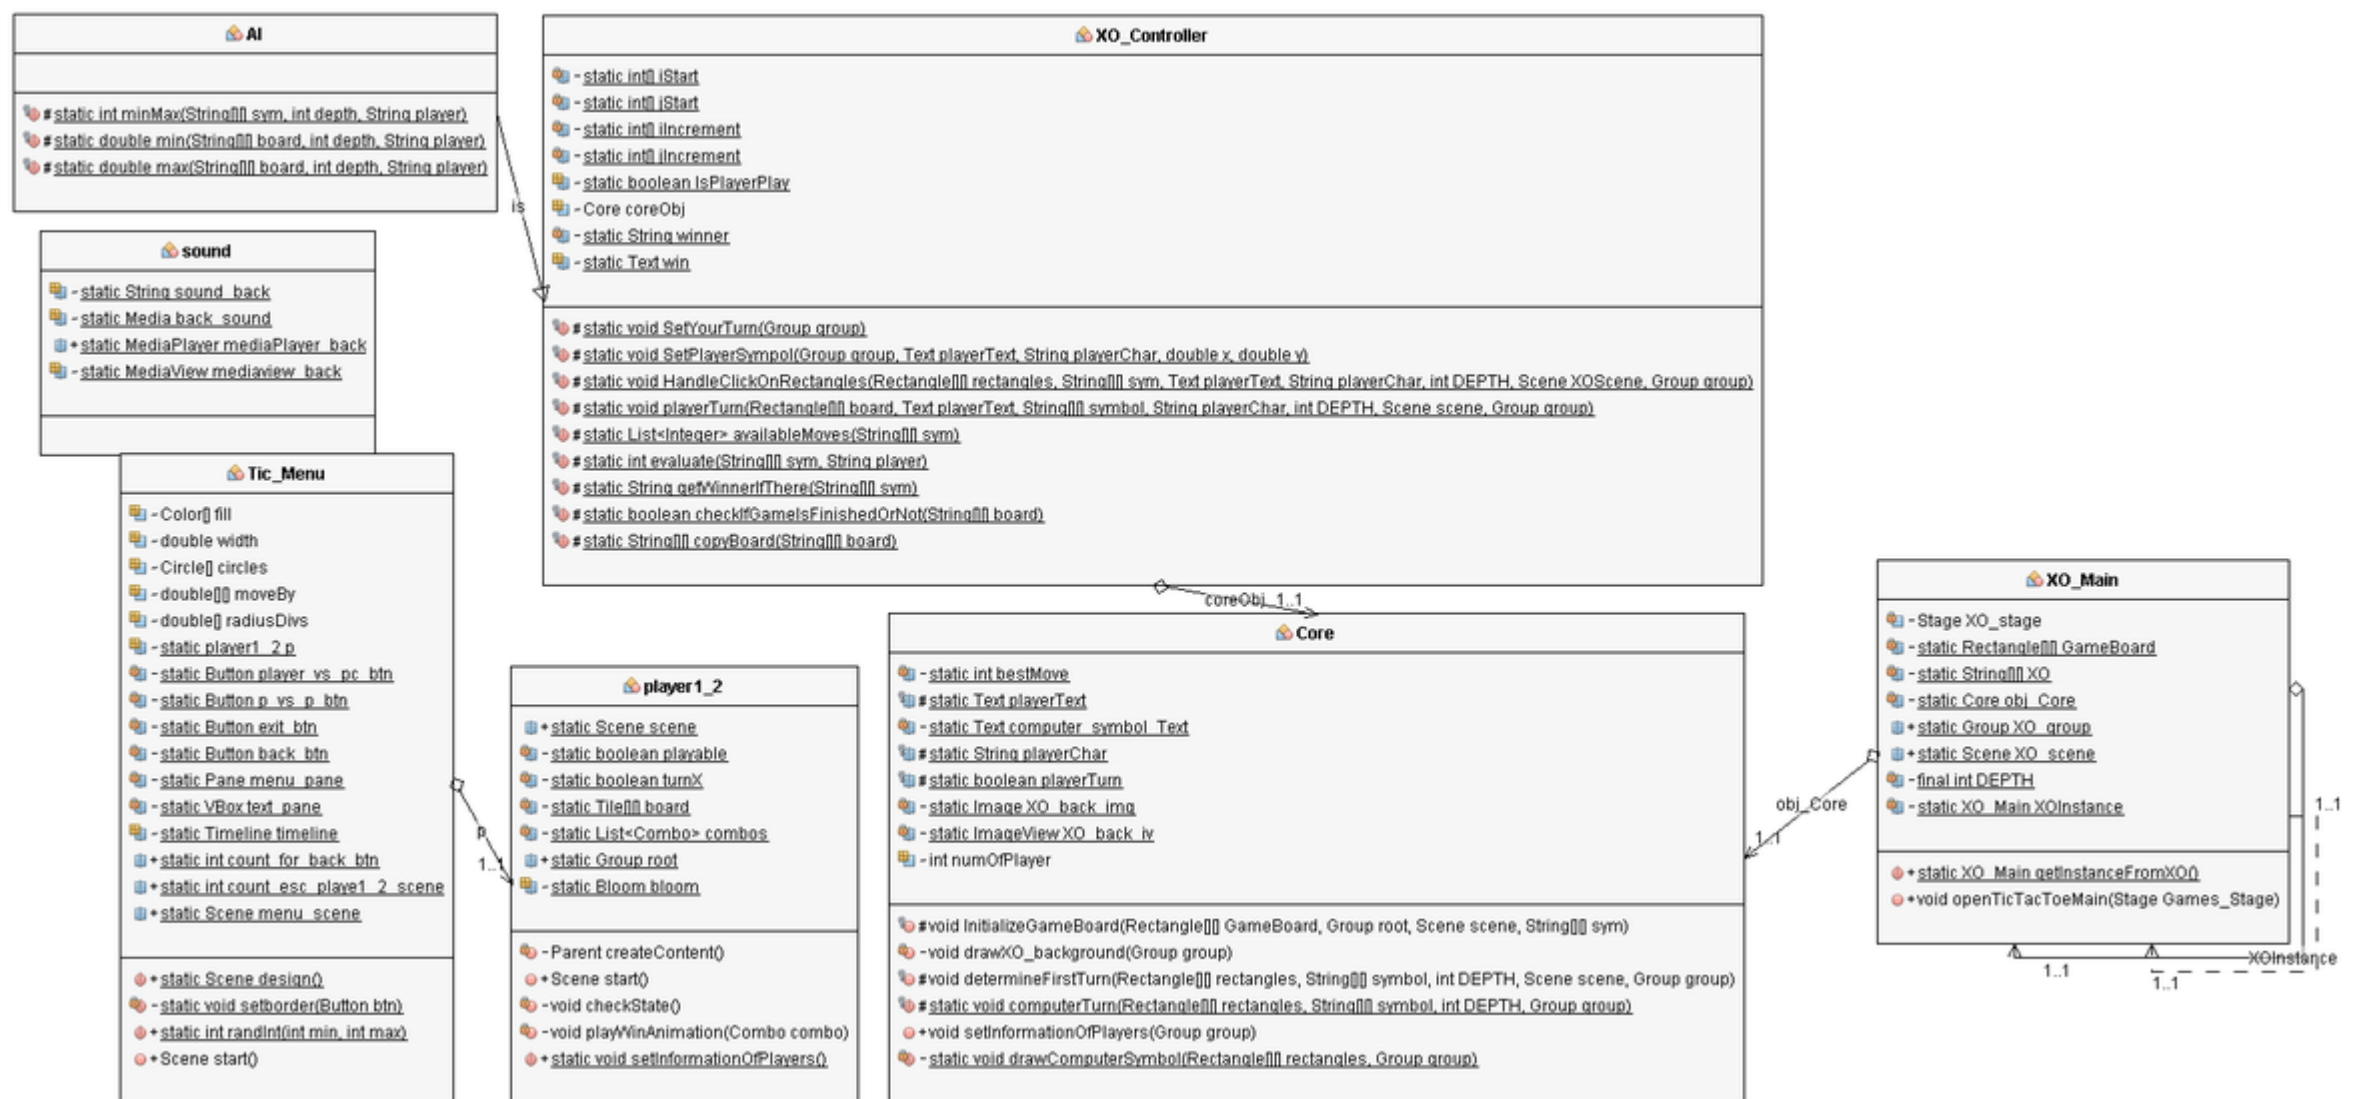 AI
# static int minMax(String[][] sym, int depth, String player)
# static double min(String[][] board, int depth, String player)
# static double max(String[][] board, int depth, String player)
is
sound
- static String sound_back
- static Media back_sound
+ static MediaPlayer mediaPlayer_back
- static MediaView mediaview_back
Tic_Menu
- Color[] fill
- double width
- Circle[] circles
- double[][] moveBy
- double[] radiusDivs
- static player1_2 p
- static Button player_vs_pc_btn
- static Button p_vs_p_btn
- static Button exit_btn
- static Button back_btn
- static Pane menu_pane
- static VBox text_pane
- static Timeline timeline
+ static int count_for_back_btn
+ static int count_esc_playe1_2_scene
+ static Scene menu_scene
+ static Scene design()
- static void setborder(Button btn)
+ static int randInt(int min, int max)
+ Scene start()
p
1..1
XO_Controller
- static int[] iStart
- static int[] jStart
- static int[] iIncrement
- static int[] jIncrement
- static boolean IsPlayerPlay
- Core coreObj
- static String winner
- static Text win
# static void SetYourTurn(Group group)
# static void SetPlayerSympol(Group group, Text playerText, String playerChar, double x, double y)
# static void HandleClickOnRectangles(Rectangle[][] rectangles, String[][] sym, Text playerText, String playerChar, int DEPTH, Scene XOScene, Group group)
# static void playerTurn(Rectangle[][] board, Text playerText, String[][] symbol, String playerChar, int DEPTH, Scene scene, Group group)
# static List<Integer> availableMoves(String[][] sym)
# static int evaluate(String[][] sym, String player)
# static String getWinnerIfThere(String[][] sym)
# static boolean checkIfGameIsFinishedOrNot(String[][] board)
# static String[][] copyBoard(String[][] board)
coreObj 1..1
player1_2
+ static Scene scene
- static boolean playable
- static boolean turnX
- static Tile[][] board
- static List<Combo> combos
+ static Group root
- static Bloom bloom
- Parent createContent()
+ Scene start()
- void checkState()
- void playWinAnimation(Combo combo)
+ static void setInformationOfPlayers()
Core
- static int bestMove
# static Text playerText
- static Text computer_symbol_Text
# static String playerChar
# static boolean playerTurn
- static Image XO_back_img
- static ImageView XO_back_iv
- int numOfPlayer
# void InitializeGameBoard(Rectangle[][] GameBoard, Group root, Scene scene, String[][] sym)
- void drawXO_background(Group group)
# void determineFirstTurn(Rectangle[][] rectangles, String[][] symbol, int DEPTH, Scene scene, Group group)
# static void computerTurn(Rectangle[][] rectangles, String[][] symbol, int DEPTH, Group group)
+ void setInformationOfPlayers(Group group)
- static void drawComputerSymbol(Rectangle[][] rectangles, Group group)
obj_Core
1..1
XO_Main
- Stage XO_stage
- static Rectangle[][] GameBoard
- static String[][] XO
- static Core obj_Core
+ static Group XO_group
+ static Scene XO_scene
- final int DEPTH
- static XO_Main XOInstance
+ static XO_Main getInstanceFromXO()
+ void openTicTacToeMain(Stage Games_Stage)
1..1
XOInstance
1..1
1..1